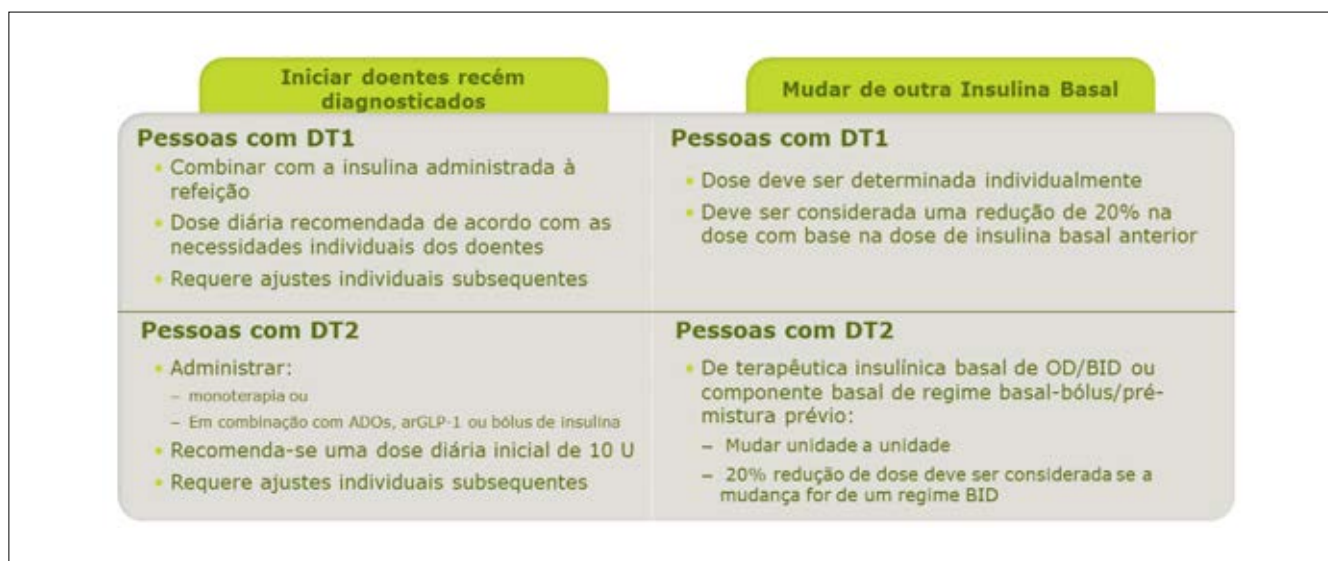 Iniciar doentes recém
diagnosticados
Mudar de outra Insulina Basal
Pessoas com DT1
• Combinar com a insulina administrada à
refeição
• Dose diária recomendada de acordo com as
necessidades individuais dos doentes
• Requere ajustes individuais subsequentes
Pessoas com DT1
• Dose deve ser determinada individualmente
• Deve ser considerada uma redução de 20% na
dose com base na dose de insulina basal anterior
Pessoas com DT2
• Administrar:
– monoterapia ou
– Em combinação com ADOs, arGLP-1 ou bólus de insulina
• Recomenda-se uma dose diária inicial de 10 U
• Requere ajustes individuais subsequentes
Pessoas com DT2
• De terapêutica insulínica basal de OD/BID ou
componente basal de regime basal-bólus/pré-
mistura prévio:
– Mudar unidade a unidade
– 20% redução de dose deve ser considerada se a
mudança for de um regime BID